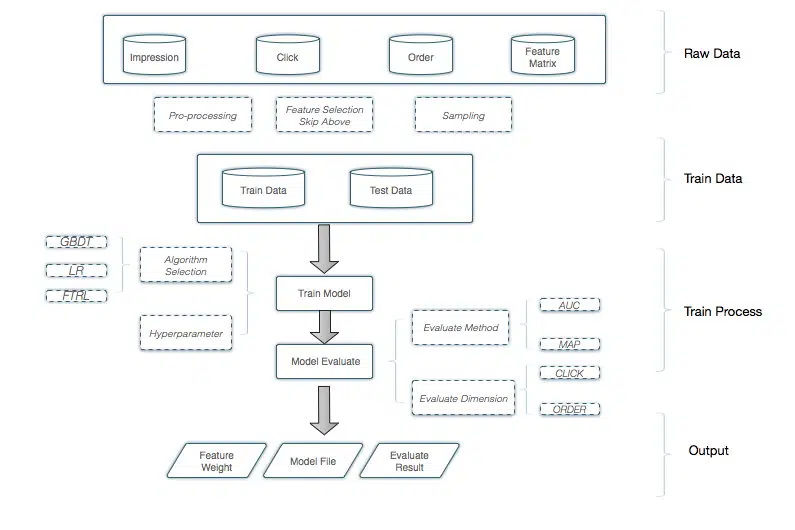 Impression
Click
Order
Feature
Matrix
Raw Data
Pro-processing
Feature Selection
Skip Above
Sampling
Train Data
Test Data
Train Data
GBDT
LR
FTRL
Algorithm
Selection
Hyperparameter
Train Model
Model Evaluate
Evaluate Method
Evaluate Dimension
AUC
MAP
CLICK
ORDER
Train Process
Feature
Weight
Model File
Evaluate
Result
Output